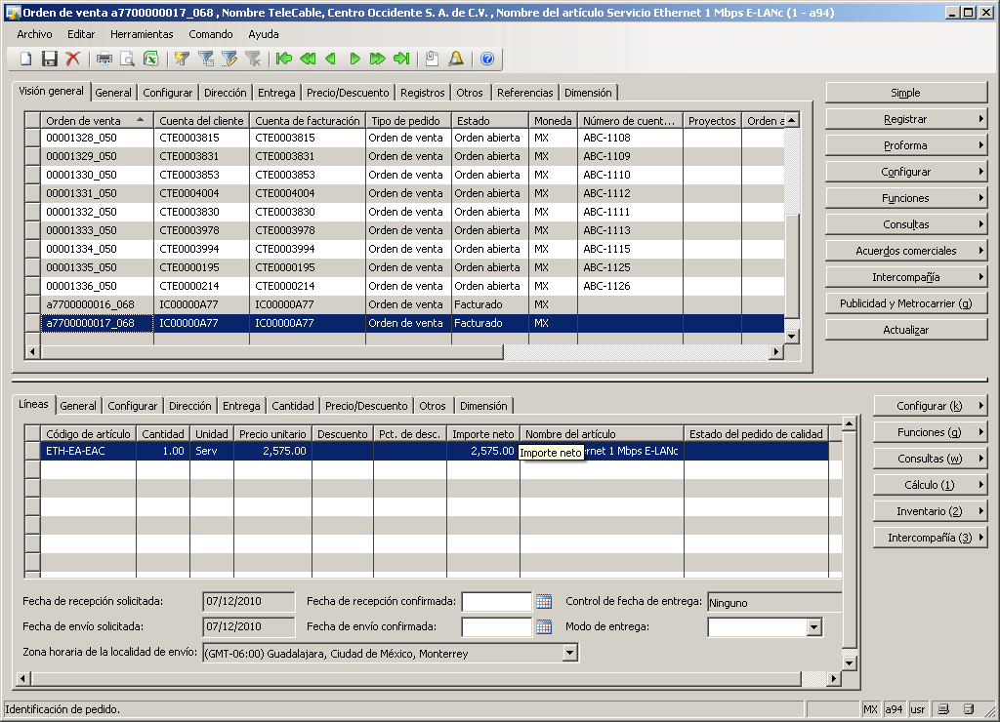 Orden de venta a7700000017_068 , Nombre TeleCable, Centro Occidente S. A. de C.V. , Nombre del artículo Servicio Ethernet 1 Mbps E-LANc (1 - a94)
Archivo Editar Herramientas Comando Ayuda
Visión general General Configurar Dirección Entrega Precio/Descuento Registros Otros Referencias Dimensión
Orden de venta Cuenta del cliente Cuenta de facturación Tipo de pedido Estado Moneda Número de cuent... Proyectos Orden a
00001328_050 CTE0003815 CTE0003815 Orden de venta Orden abierta MX ABC-1108
00001329_050 CTE0003831 CTE0003831 Orden de venta Orden abierta MX ABC-1109
00001330_050 CTE0003853 CTE0003853 Orden de venta Orden abierta MX ABC-1110
00001331_050 CTE0004004 CTE0004004 Orden de venta Orden abierta MX ABC-1112
00001332_050 CTE0003830 CTE0003830 Orden de venta Orden abierta MX ABC-1111
00001333_050 CTE0003978 CTE0003978 Orden de venta Orden abierta MX ABC-1113
00001334_050 CTE0003994 CTE0003994 Orden de venta Orden abierta MX ABC-1115
00001335_050 CTE0000195 CTE0000195 Orden de venta Orden abierta MX ABC-1125
00001336_050 CTE0000214 CTE0000214 Orden de venta Orden abierta MX ABC-1126
a7700000016_068 IC00000A77 IC00000A77 Orden de venta Facturado MX
a7700000017_068 IC00000A77 IC00000A77 Orden de venta Facturado MX
Simple
Registrar
Proforma
Configurar
Funciones
Consultas
Acuerdos comerciales
Intercompañía
Publicidad y Metrocarrier (g)
Actualizar
Líneas General Configurar Dirección Entrega Cantidad Precio/Descuento Otros Dimensión
Código de artículo Cantidad Unidad Precio unitario Descuento Pct. de desc. Importe neto Nombre del artículo Estado del pedido de calidad
ETH-EA-EAC 1.00 Serv 2,575.00 2,575.00 Importe neto rnet 1 Mbps E-LANc
Configurar (k)
Funciones (q)
Consultas (w)
Cálculo (1)
Inventario (2)
Intercompañía (3)
Fecha de recepción solicitada: 07/12/2010 Fecha de recepción confirmada: Control de fecha de entrega: Ninguno
Fecha de envío solicitada: 07/12/2010 Fecha de envío confirmada: Modo de entrega:
Zona horaria de la localidad de envío: (GMT-06:00) Guadalajara, Ciudad de México, Monterrey
Identificación de pedido. MX a94 usr